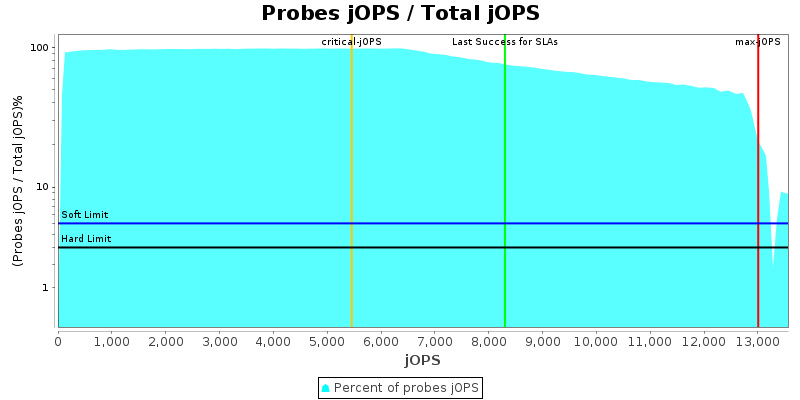 Probes jOPS / Total jOPS
critical-jOPS
Last Success for SLAs
max-jOPS
100
10
1
(Probes jOPS / Total jOPS)%
Soft Limit
Hard Limit
0
1,000
2,000
3,000
4,000
5,000
6,000
7,000
8,000
9,000
10,000
11,000
12,000
13,000
jOPS
Percent of probes jOPS